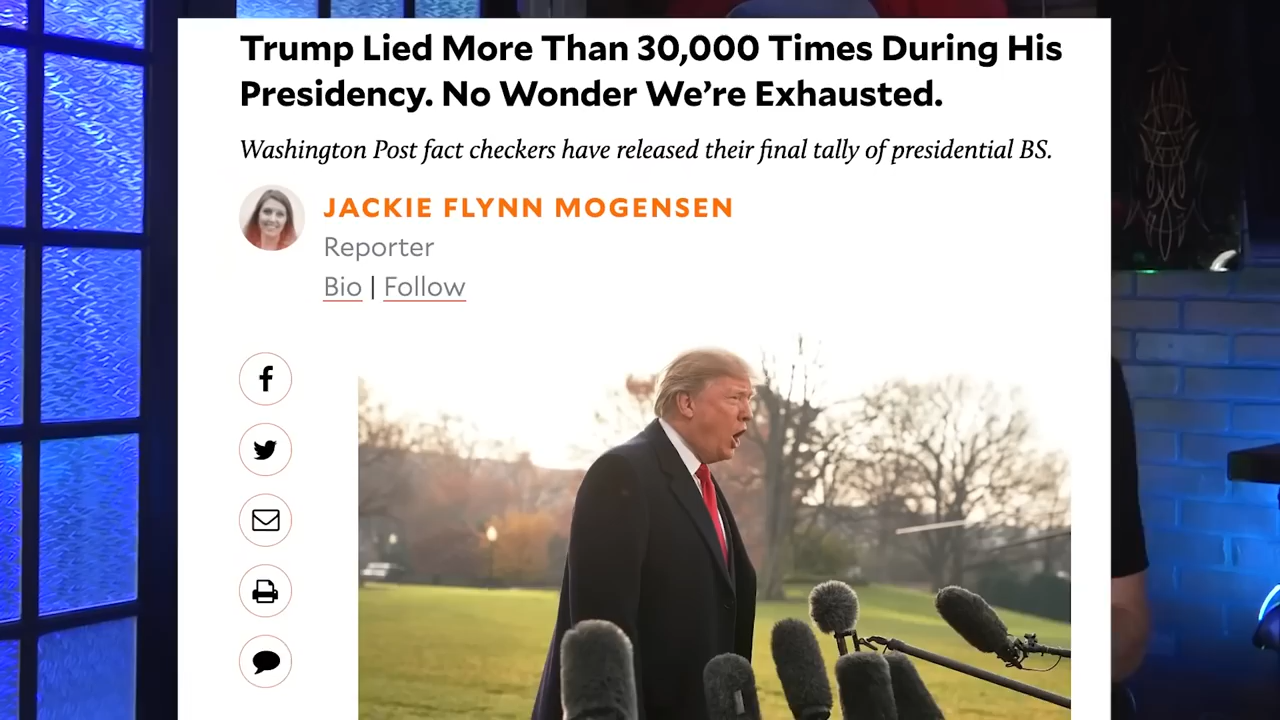 Trump Lied More Than 30,000 Times During His
Presidency. No Wonder We’re Exhausted.
Washington Post fact checkers have released their final tally of presidential BS.
JACKIE FLYNN MOGENSEN
Reporter
Bio | Follow